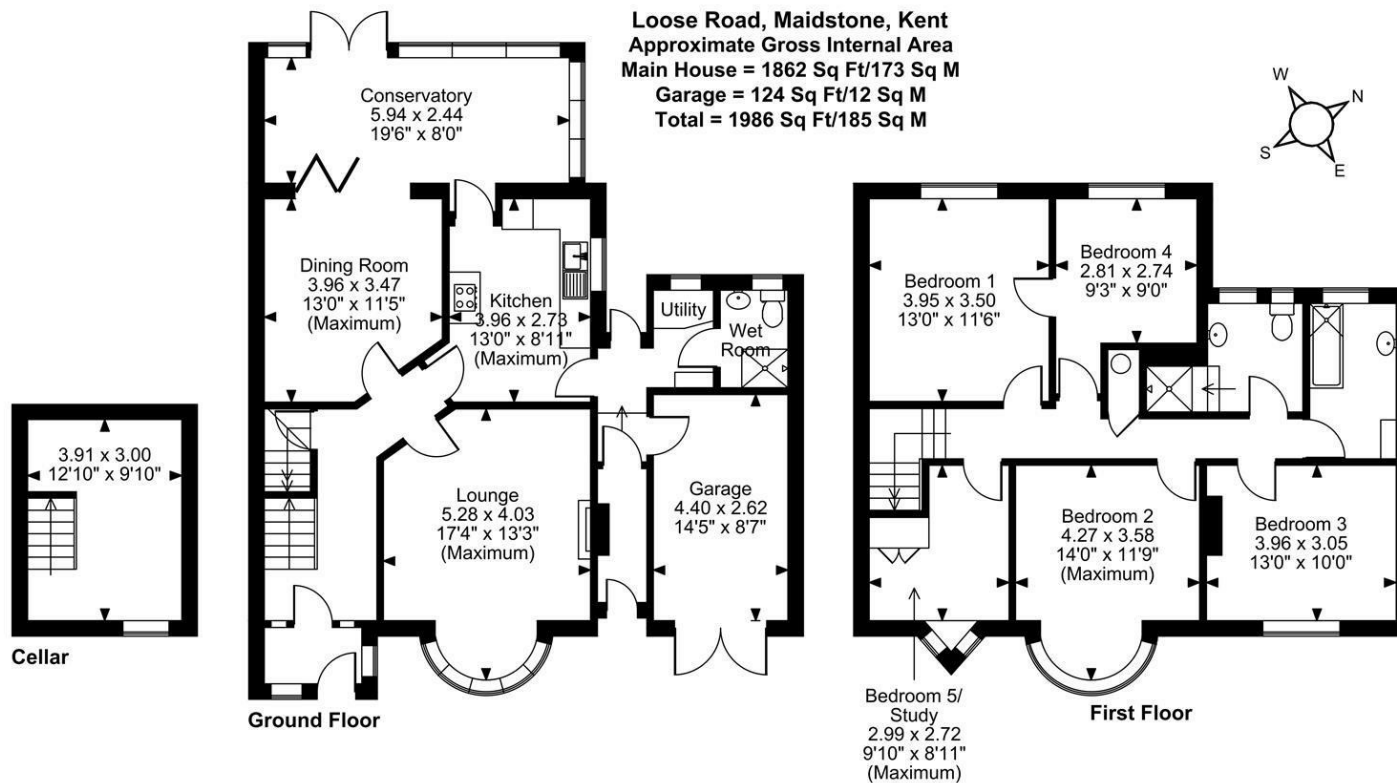 Loose Road, Maidstone, Kent
Approximate Gross Internal Area
Main House = 1862 Sq Ft/173 Sq M
Garage = 124 Sq Ft/12 Sq M
Total = 1986 Sq Ft/185 Sq M
W
N
S
E
Conservatory
5.94 x 2.44
19'6" x 8'0"
Dining Room
3.96 x 3.47
13'0" x 11'5"
(Maximum)
Kitchen
3.96 x 2.73
13'0" x 8'11"
(Maximum)
Utility
Wet
Room
Lounge
5.28 x 4.03
17'4" x 13'3"
(Maximum)
Garage
4.40 x 2.62
14'5" x 8'7"
3.91 x 3.00
12'10" x 9'10"
Cellar
Ground Floor
Bedroom 1
3.95 x 3.50
13'0" x 11'6"
Bedroom 4
2.81 x 2.74
9'3" x 9'0"
Bedroom 2
4.27 x 3.58
14'0" x 11'9"
(Maximum)
Bedroom 3
3.96 x 3.05
13'0" x 10'0"
Bedroom 5/
Study
2.99 x 2.72
9'10" x 8'11"
(Maximum)
First Floor